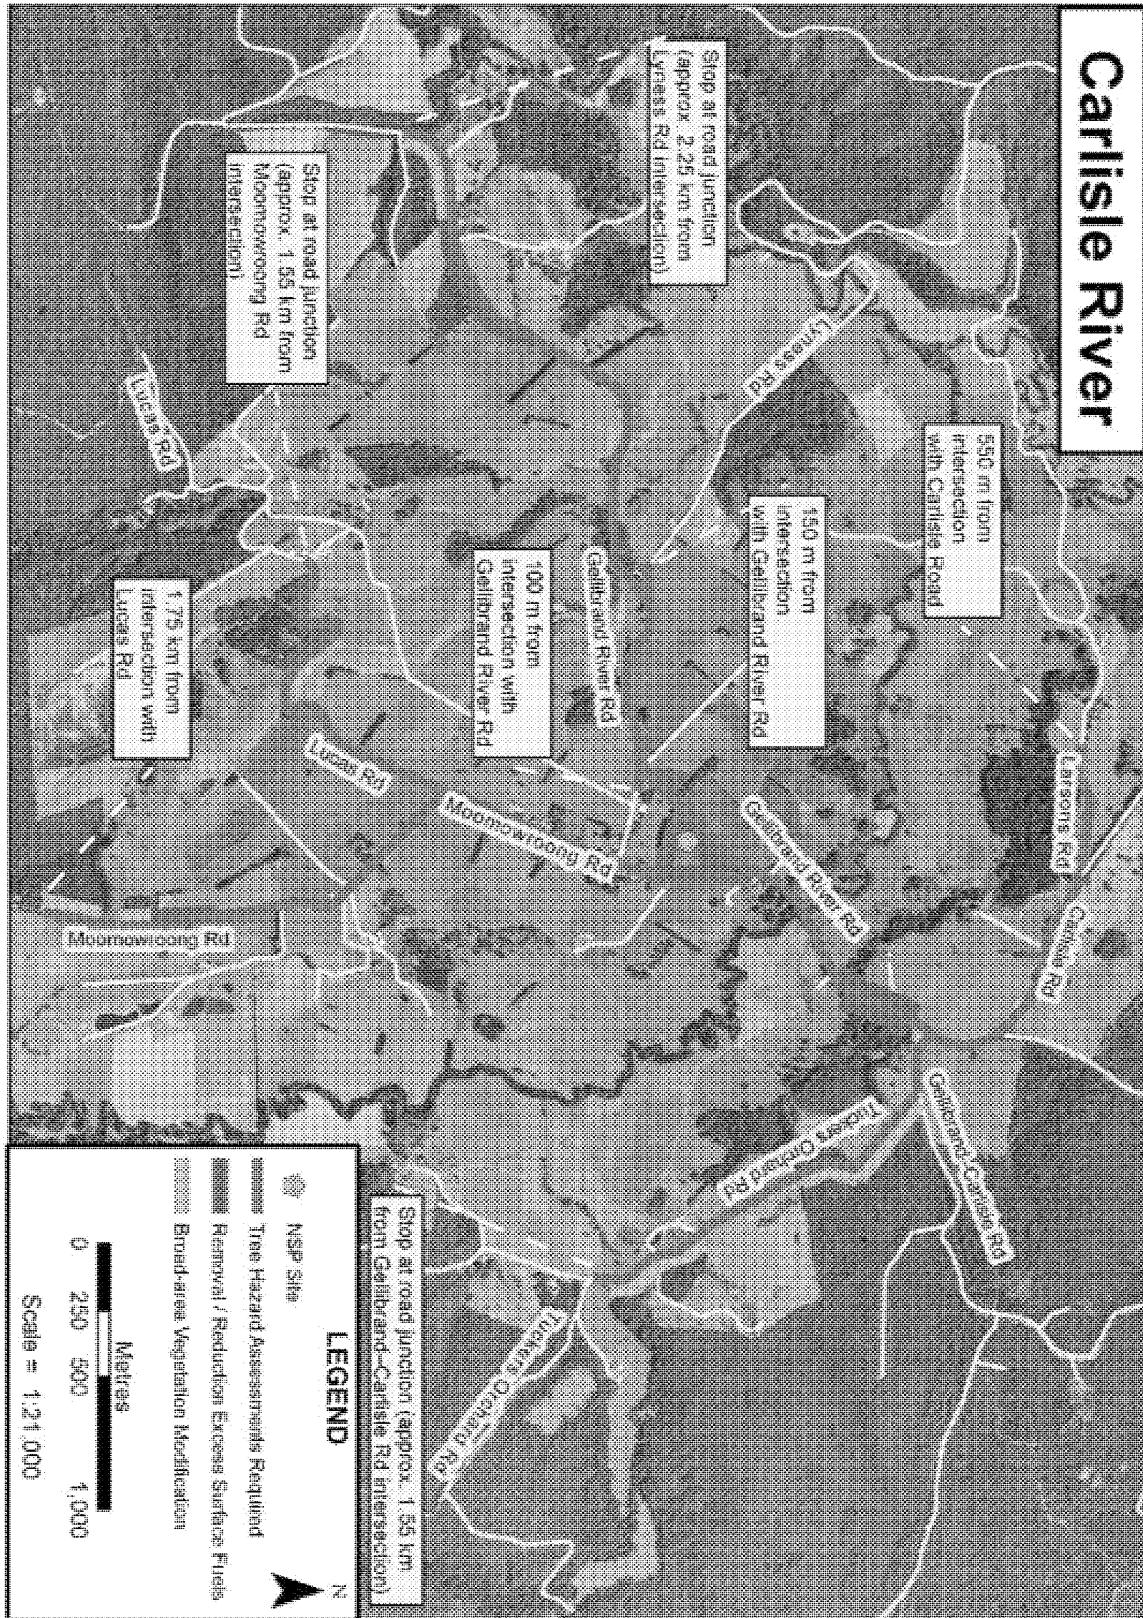 Carlisle River
Stop at road junction
(approx. 2.25 km from
Lyness Rd intersection)
550 m from
intersection
with Carlisle Road
Larsons Rd
Carlisle Rd
Lyness Rd
150 m from
intersection
with Gellibrand River Rd
Gellibrand River Rd
Gellibrand-Carlisle Rd
Gellibrand River Rd
100 m from
intersection with
Gellibrand River Rd
Moomowroong Rd
Tuckers Orchard Rd
Stop at road junction
(approx. 1.55 km from
Moomowroong Rd
intersection)
Lucas Rd
Lucas Rd
1.75 km from
intersection with
Lucas Rd
Moomowroong Rd
Tuckers Orchard Rd
Stop at road junction (approx. 1.55 km
from Gellibrand-Carlisle Rd intersection)
LEGEND
N
NSP Site
Tree Hazard Assessments Required
Removal / Reduction Excess Surface Fuels
Broad-area Vegetation Modification
0 250 500 1,000
Metres
Scale = 1:21,000